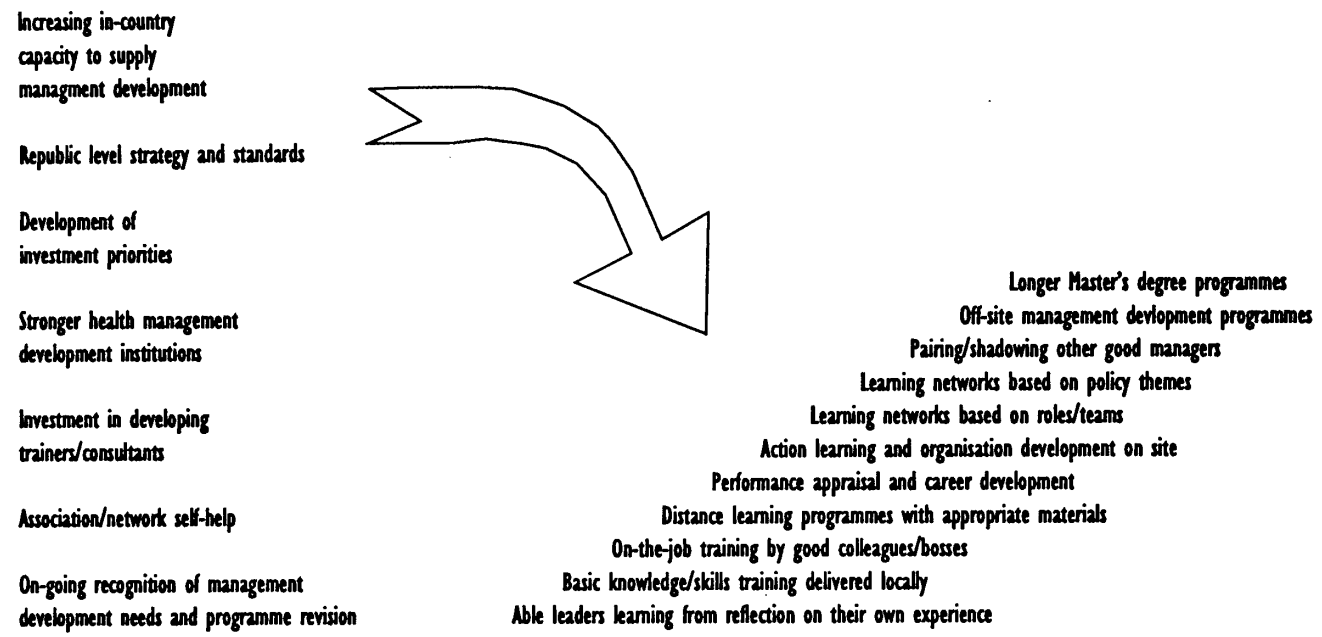 Increasing in-country
capacity to supply
managment development
Republic level strategy and standards
Development of
investment priorities
Stronger health management
development institutions
Investment in developing
trainers/consultants
Association/network self-help
On-going recognition of management
development needs and programme revision
Longer Master's degree programmes
Off-site management devlopment programmes
Pairing/shadowing other good managers
Learning networks based on policy themes
Learning networks based on roles/teams
Action learning and organisation development on site
Performance appraisal and career development
Distance learning programmes with appropriate materials
On-the-job training by good colleagues/bosses
Basic knowledge/skills training delivered locally
Able leaders learning from reflection on their own experience